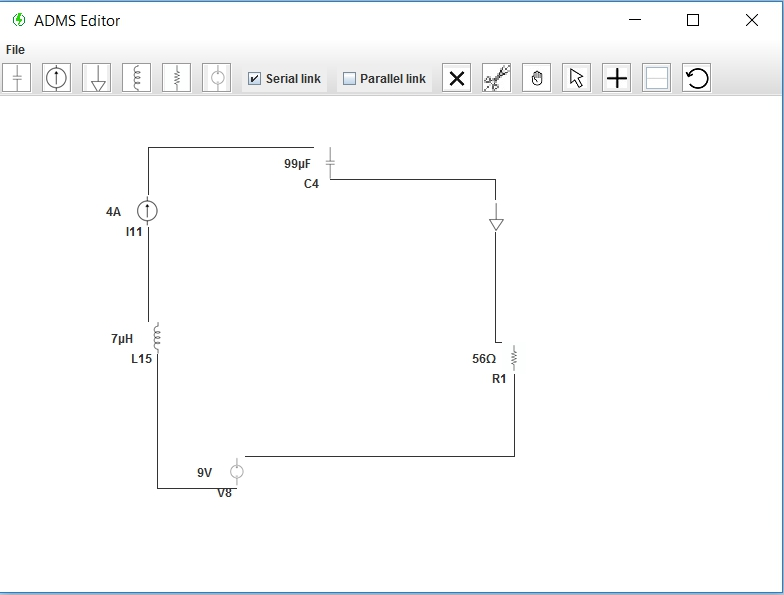 ADMS Editor
File
Serial link Parallel link
99µF
C4
4A
I11
7µH
L15
56Ω
R1
9V
V8